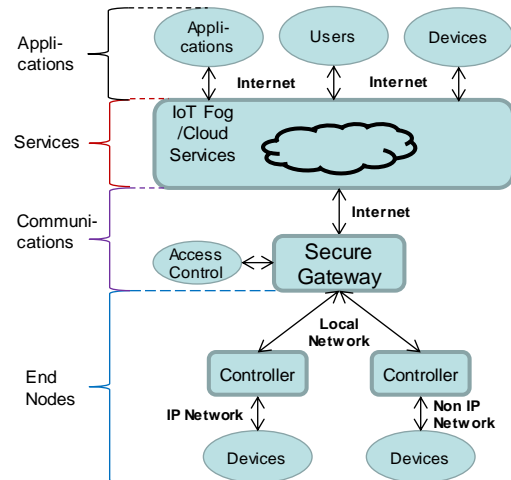 Appli-
cations
Appli-
cations
Users
Devices
Internet
Internet
Services
IoT Fog
/Cloud
Services
Communi-
cations
Internet
Access
Control
Secure
Gateway
Local
Network
End
Nodes
Controller
Controller
IP Network
Non IP
Network
Devices
Devices